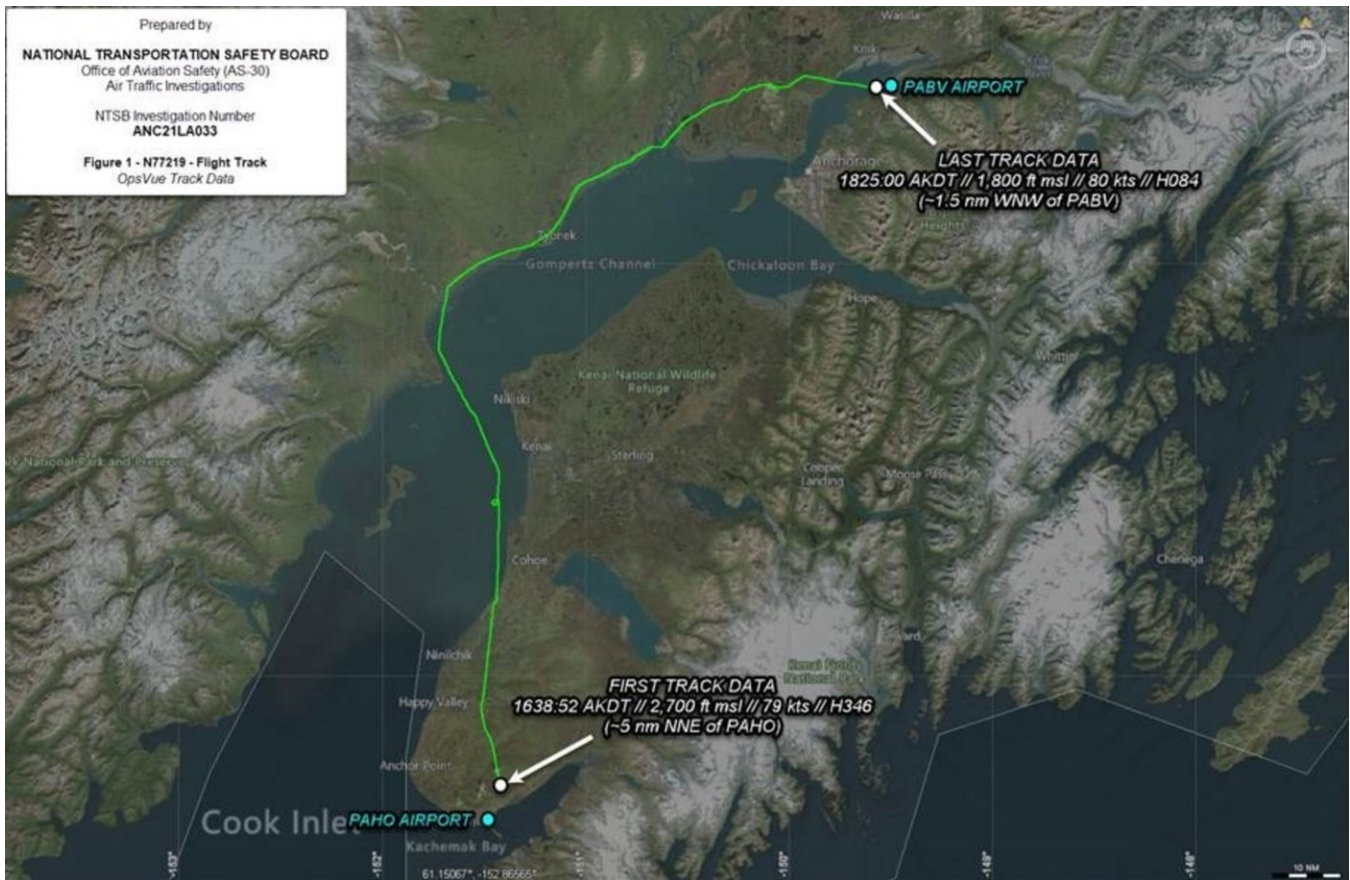 Prepared by
NATIONAL TRANSPORTATION SAFETY BOARD
Office of Aviation Safety (AS-30)
Air Traffic Investigations
NTSB Investigation Number
ANC21LA033
Figure 1 - N77219 - Flight Track
OpsVue Track Data
Wasilla
Knik
PABV AIRPORT
Anchorage
LAST TRACK DATA
1825:00 AKDT // 1,800 ft msl // 80 kts // H084
(~1.5 nm WNW of PABV)
Heights
Tyonek
Gompertz Channel
Chickaloon Bay
Hope
Whittier
Kenai National Wildlife
Refuge
Nikiski
Kenai
Sterling
Cooper
Landing
Moose Pass
National Park and Preserve
Cohoe
Chenega
Ninilchik
Kenai Fjords
National Park
FIRST TRACK DATA
1638:52 AKDT // 2,700 ft msl // 79 kts // H346
(~5 nm NNE of PAHO)
Happy Valley
Anchor Point
Cook Inlet
PAHO AIRPORT
Kachemak Bay
-153°
-152°
-151°
-150°
-149°
-148°
61.15067°, -152.86565°
10 NM